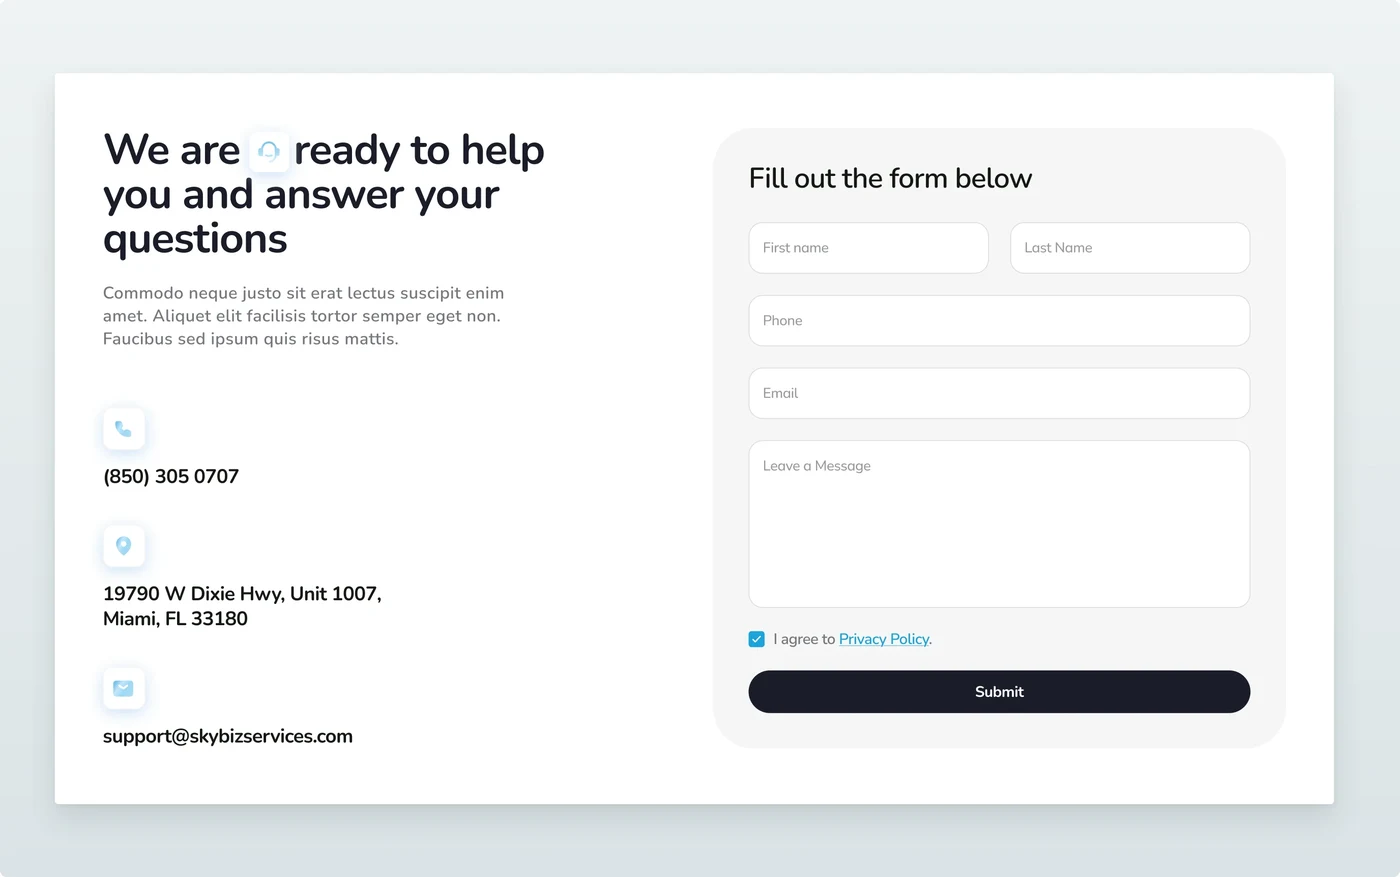 We are ready to help
you and answer your
questions
Commodo neque justo sit erat lectus suscipit enim
amet. Aliquet elit facilisis tortor semper eget non.
Faucibus sed ipsum quis risus mattis.
(850) 305 0707
19790 W Dixie Hwy, Unit 1007,
Miami, FL 33180
support@skybizservices.com
Fill out the form below
First name
Last Name
Phone
Email
Leave a Message
I agree to Privacy Policy.
Submit